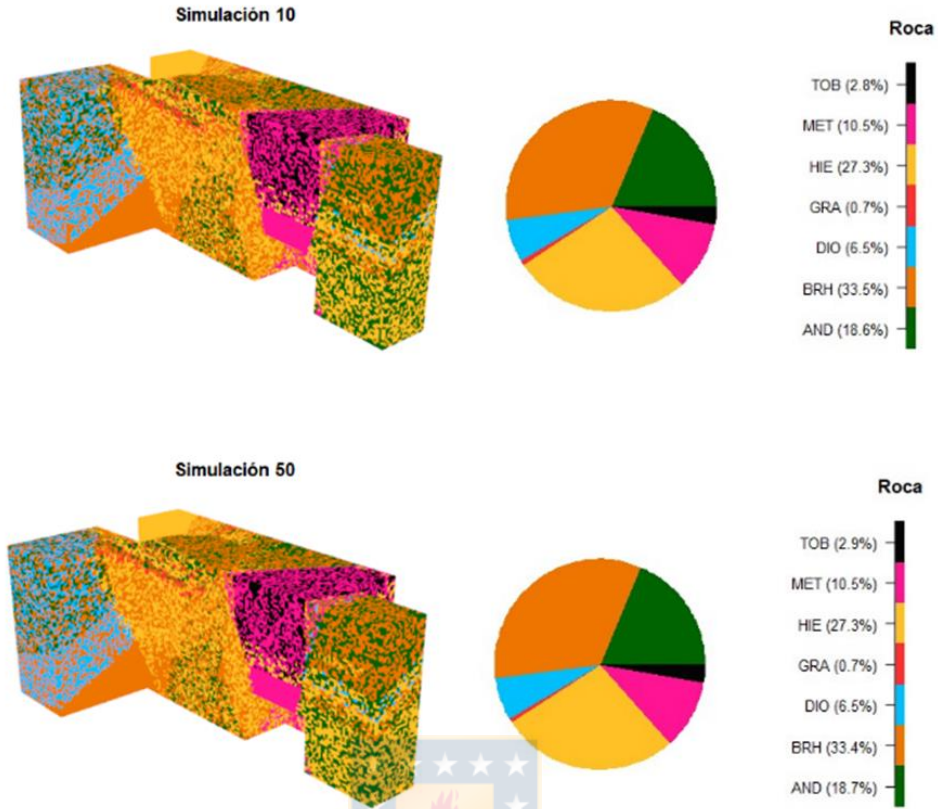 Simulación 10
Roca
TOB (2.8%)
MET (10.5%)
HIE (27.3%)
GRA (0.7%)
DIO (6.5%)
BRH (33.5%)
AND (18.6%)
Simulación 50
Roca
TOB (2.9%)
MET (10.5%)
HIE (27.3%)
GRA (0.7%)
DIO (6.5%)
BRH (33.4%)
AND (18.7%)